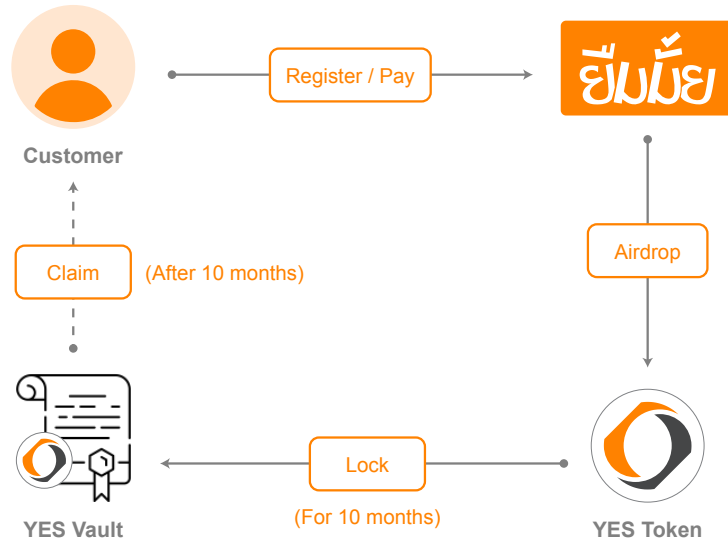 Register / Pay
ยืมมั้ย
Customer
Airdrop
Claim
(After 10 months)
Lock
(For 10 months)
YES Vault
YES Token